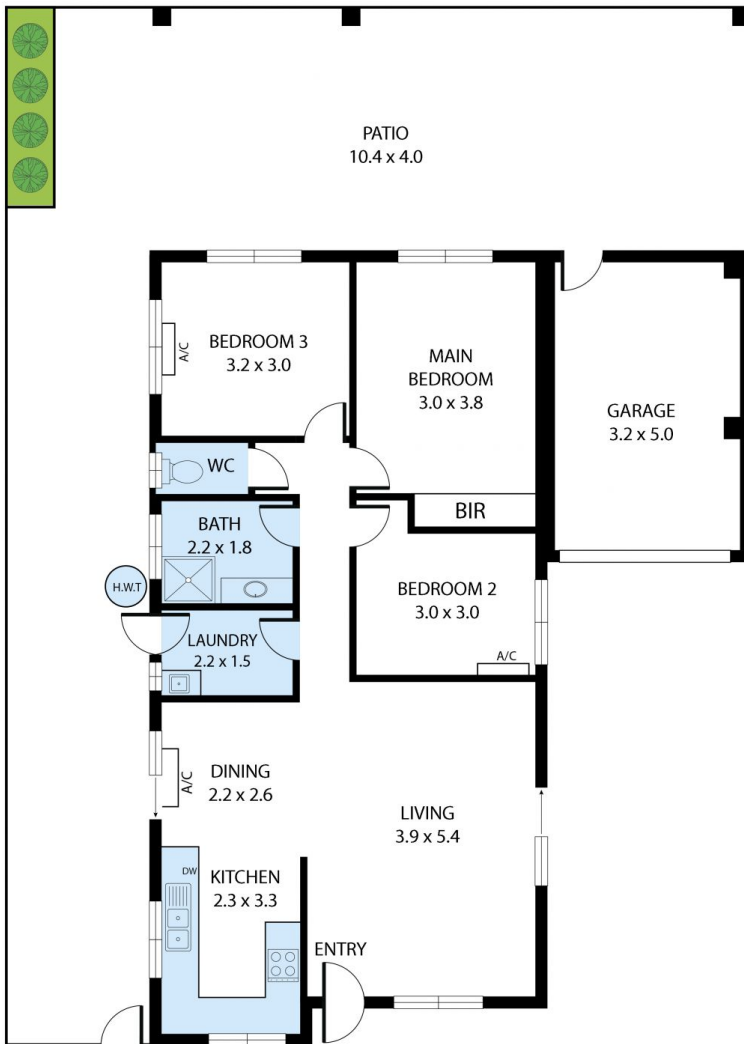 PATIO
10.4 x 4.0
BEDROOM 3
3.2 x 3.0
A/C
MAIN
BEDROOM
3.0 x 3.8
GARAGE
3.2 x 5.0
WC
BIR
BATH
2.2 x 1.8
H.W.T
BEDROOM 2
3.0 x 3.0
A/C
LAUNDRY
2.2 x 1.5
DINING
2.2 x 2.6
A/C
LIVING
3.9 x 5.4
DW
KITCHEN
2.3 x 3.3
ENTRY